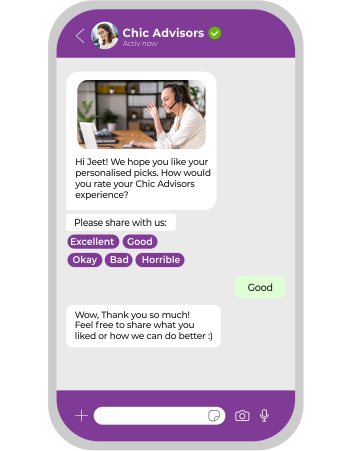 Chic Advisors
Activ now
Hi Jeet! We hope you like your
personalised picks. How would
you rate your Chic Advisors
experience?
Please share with us:
Excellent Good
Okay Bad Horrible
Good
Wow, Thank you so much!
Feel free to share what you
liked or how we can do better :)